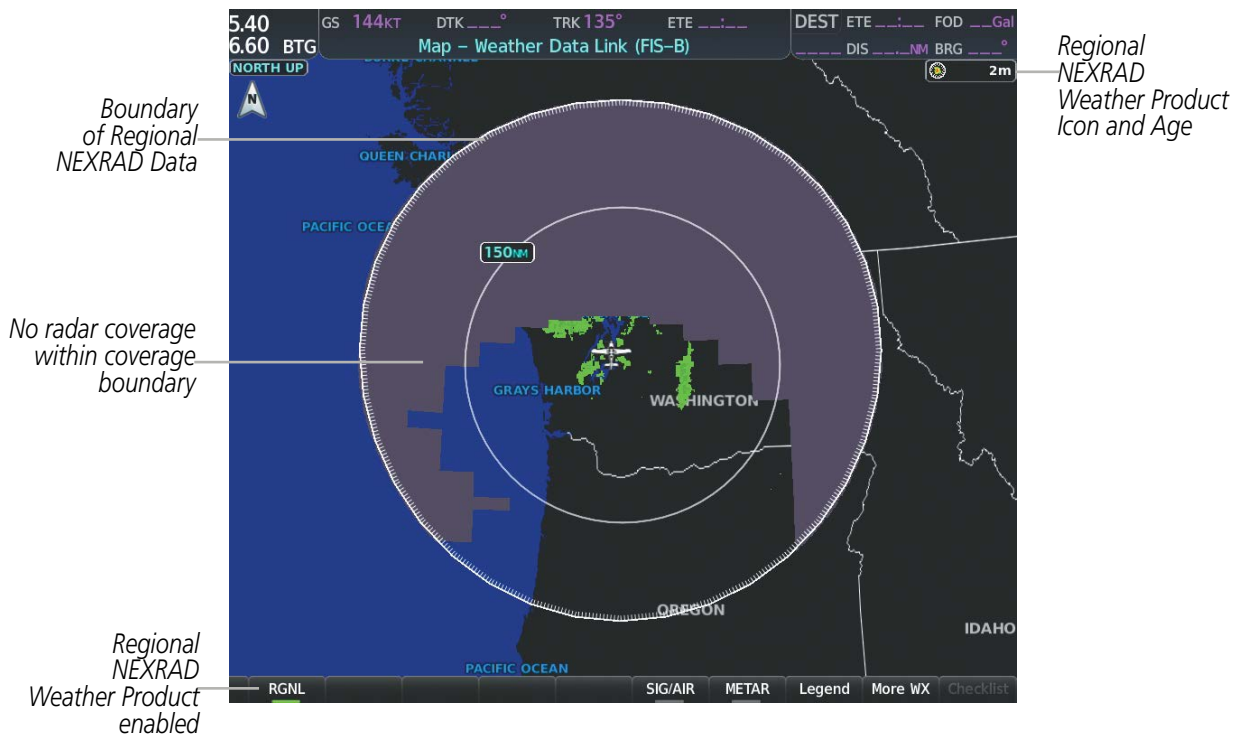 5.40
6.60 BTG
GS 144KT DTK ___° TRK 135° ETE __:__
Map – Weather Data Link (FIS–B)
DEST ETE __:__ FOD __Gal
____ DIS __.__NM BRG ___°
NORTH UP
N
2m
Regional
NEXRAD
Weather Product
Icon and Age
Boundary
of Regional
NEXRAD Data
QUEEN CHARL
PACIFIC OCEA
150NM
No radar coverage
within coverage
boundary
GRAYS HARBOR
WASHINGTON
OREGON
IDAHO
PACIFIC OCEAN
Regional
NEXRAD
Weather Product
enabled
RGNL SIG/AIR METAR Legend More WX Checklist